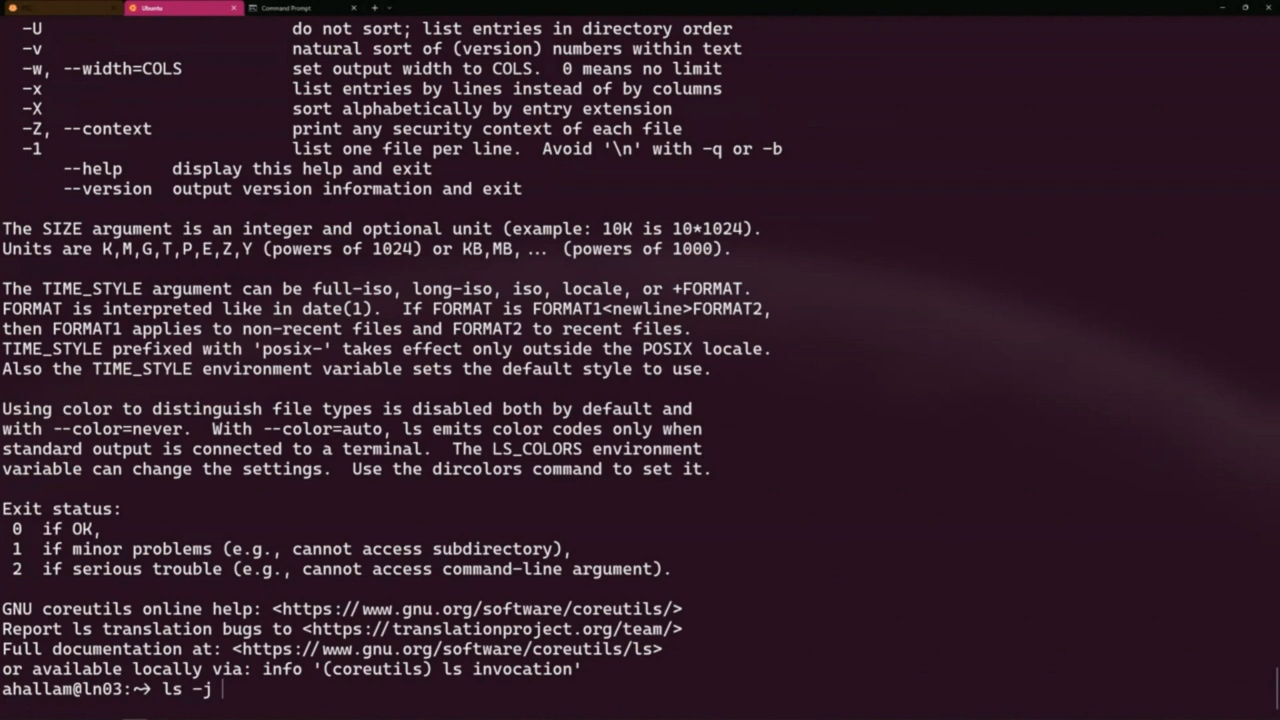 Ubuntu
Command Prompt
-U do not sort; list entries in directory order
-v natural sort of (version) numbers within text
-w, --width=COLS set output width to COLS.  0 means no limit
-x list entries by lines instead of by columns
-X sort alphabetically by entry extension
-Z, --context print any security context of each file
-1 list one file per line.  Avoid '\n' with -q or -b
--help display this help and exit
--version output version information and exit
The SIZE argument is an integer and optional unit (example: 10K is 10*1024).
Units are K,M,G,T,P,E,Z,Y (powers of 1024) or KB,MB,... (powers of 1000).
The TIME_STYLE argument can be full-iso, long-iso, iso, locale, or +FORMAT.
FORMAT is interpreted like in date(1).  If FORMAT is FORMAT1<newline>FORMAT2,
then FORMAT1 applies to non-recent files and FORMAT2 to recent files.
TIME_STYLE prefixed with 'posix-' takes effect only outside the POSIX locale.
Also the TIME_STYLE environment variable sets the default style to use.
Using color to distinguish file types is disabled both by default and
with --color=never.  With --color=auto, ls emits color codes only when
standard output is connected to a terminal.  The LS_COLORS environment
variable can change the settings.  Use the dircolors command to set it.
Exit status:
0  if OK,
1  if minor problems (e.g., cannot access subdirectory),
2  if serious trouble (e.g., cannot access command-line argument).
GNU coreutils online help: <https://www.gnu.org/software/coreutils/>
Report ls translation bugs to <https://translationproject.org/team/>
Full documentation at: <https://www.gnu.org/software/coreutils/ls>
or available locally via: info '(coreutils) ls invocation'
ahallam@ln03:~> ls -j